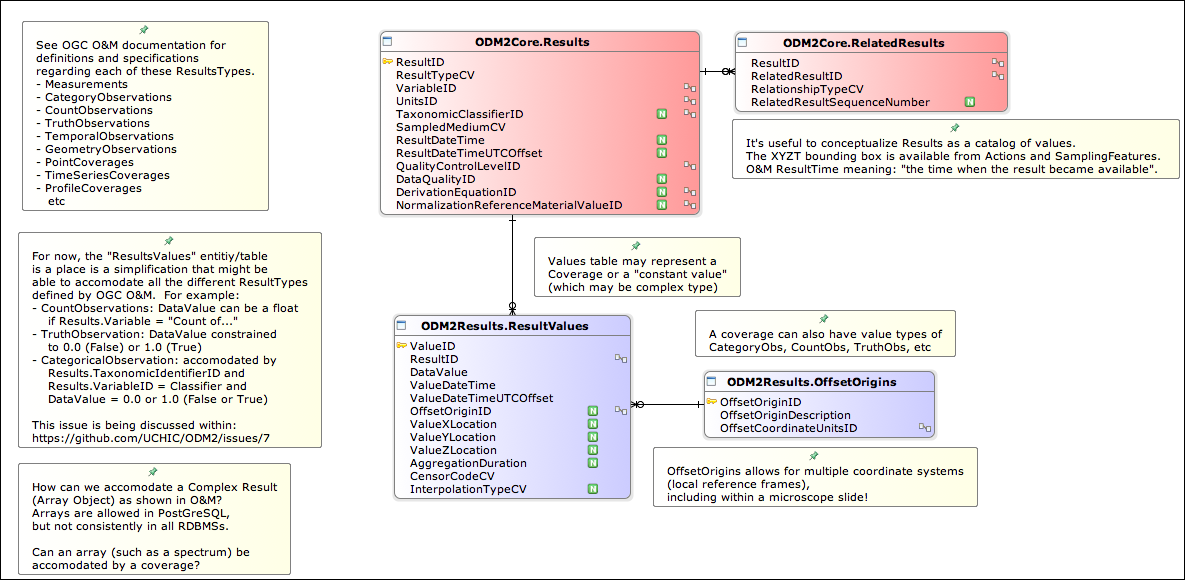 See OGC O&M documentation for
definitions and specifications
regarding each of these ResultsTypes.
- Measurements
- CategoryObservations
- CountObservations
- TruthObservations
- TemporalObservations
- GeometryObservations
- PointCoverages
- TimeSeriesCoverages
- ProfileCoverages
etc
For now, the "ResultsValues" entitiy/table
is a place is a simplification that might be
able to accomodate all the different ResultTypes
defined by OGC O&M.  For example:
- CountObservations: DataValue can be a float
if Results.Variable = "Count of..."
- TruthObservation: DataValue constrained
to 0.0 (False) or 1.0 (True)
- CategoricalObservation: accomodated by
Results.TaxonomicIdentifierID and
Results.VariableID = Classifier and
DataValue = 0.0 or 1.0 (False or True)
This issue is being discussed within:
https://github.com/UCHIC/ODM2/issues/7
How can we accomodate a Complex Result
(Array Object) as shown in O&M?
Arrays are allowed in PostGreSQL,
but not consistently in all RDBMSs.
Can an array (such as a spectrum) be
accomodated by a coverage?
ODM2Core.Results
ResultID
ResultTypeCV
VariableID
UnitsID
TaxonomicClassifierID N
SampledMediumCV
ResultDateTime N
ResultDateTimeUTCOffset N
QualityControlLevelID
DataQualityID N
DerivationEquationID N
NormalizationReferenceMaterialValueID N
ODM2Core.RelatedResults
ResultID
RelatedResultID
RelationshipTypeCV
RelatedResultSequenceNumber N
It's useful to conceptualize Results as a catalog of values.
The XYZT bounding box is available from Actions and SamplingFeatures.
O&M ResultTime meaning: "the time when the result became available".
Values table may represent a
Coverage or a "constant value"
(which may be complex type)
ODM2Results.ResultValues
ValueID
ResultID
DataValue
ValueDateTime
ValueDateTimeUTCOffset
OffsetOriginID N
ValueXLocation N
ValueYLocation N
ValueZLocation N
AggregationDuration N
CensorCodeCV
InterpolationTypeCV N
A coverage can also have value types of
CategoryObs, CountObs, TruthObs, etc
ODM2Results.OffsetOrigins
OffsetOriginID
OffsetOriginDescription
OffsetCoordinateUnitsID
OffsetOrigins allows for multiple coordinate systems
(local reference frames),
including within a microscope slide!